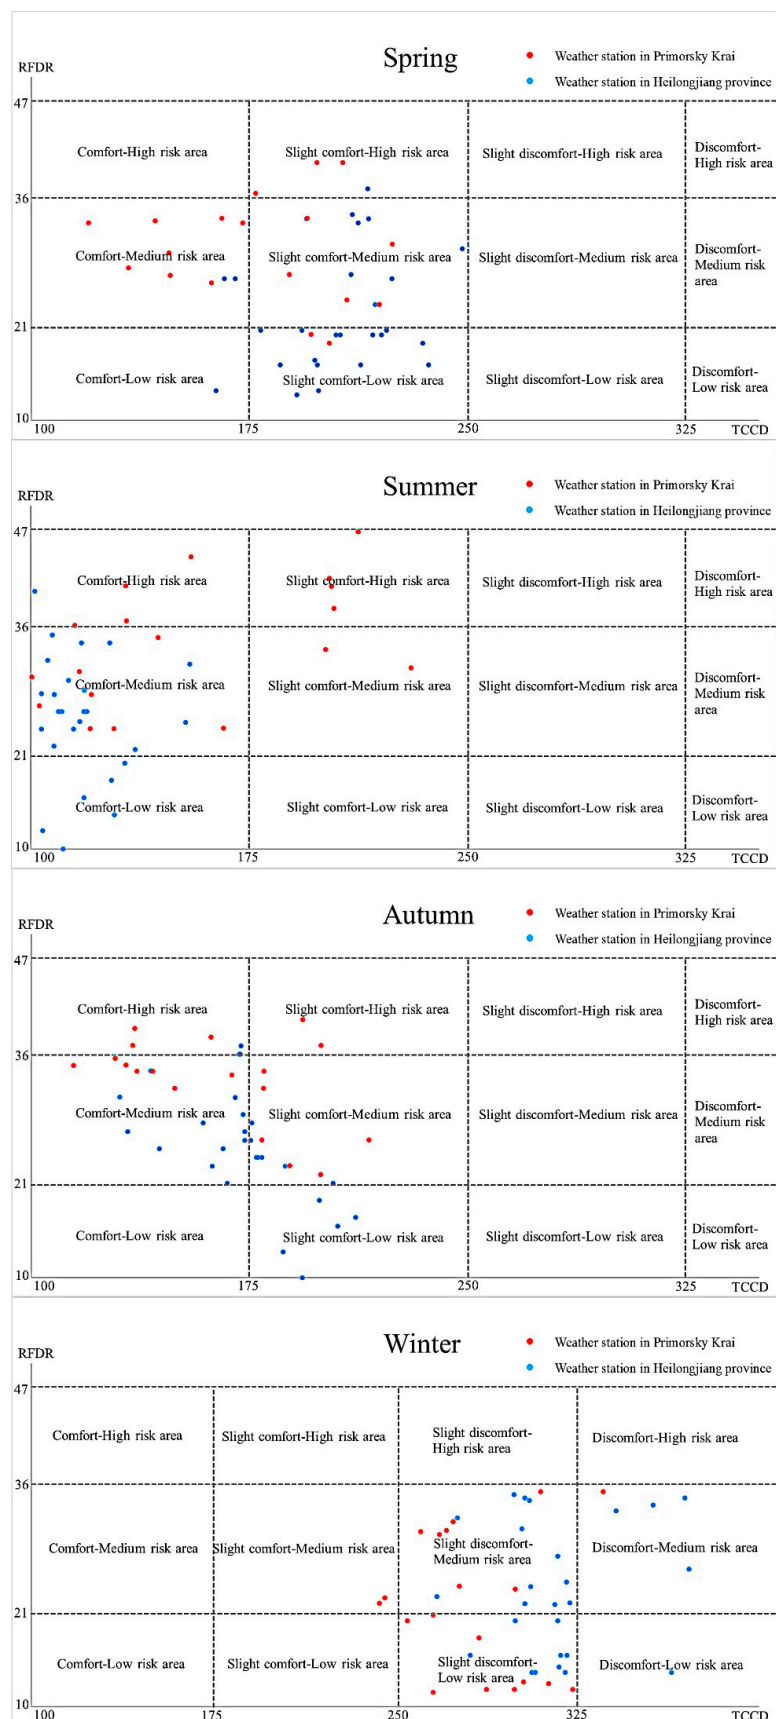 Spring
Weather station in Primorsky Krai
RFDR
Weather station in Heilongjiang province
47
Comfort-High risk area
Slight comfort-High risk area
Slight discomfort-High risk area
Discomfort-
High risk area
36
Comfort-Medium risk area
Slight comfort-Medium risk area
Slight discomfort-Medium risk area
Discomfort-
Medium risk
area
21
Comfort-Low risk area
Slight comfort-Low risk area
Slight discomfort-Low risk area
Discomfort-
Low risk area
10
100
175
250
325
TCCD
Summer
Weather station in Primorsky Krai
RFDR
Weather station in Heilongjiang province
47
Comfort-High risk area
Slight comfort-High risk area
Slight discomfort-High risk area
Discomfort-
High risk area
36
Comfort-Medium risk area
Slight comfort-Medium risk area
Slight discomfort-Medium risk area
Discomfort-
Medium risk
area
21
Comfort-Low risk area
Slight comfort-Low risk area
Slight discomfort-Low risk area
Discomfort-
Low risk area
10
100
175
250
325
TCCD
Autumn
Weather station in Primorsky Krai
RFDR
Weather station in Heilongjiang province
47
Comfort-High risk area
Slight comfort-High risk area
Slight discomfort-High risk area
Discomfort-
High risk area
36
Comfort-Medium risk area
Slight comfort-Medium risk area
Slight discomfort-Medium risk area
Discomfort-
Medium risk
area
21
Comfort-Low risk area
Slight comfort-Low risk area
Slight discomfort-Low risk area
Discomfort-
Low risk area
10
100
175
250
325
TCCD
Winter
Weather station in Primorsky Krai
RFDR
Weather station in Heilongjiang province
47
Comfort-High risk area
Slight comfort-High risk area
Slight discomfort-
High risk area
Discomfort-High risk area
36
Comfort-Medium risk area
Slight comfort-Medium risk area
Slight discomfort-
Medium risk area
Discomfort-Medium risk area
21
Comfort-Low risk area
Slight comfort-Low risk area
Slight discomfort-
Low risk area
Discomfort-Low risk area
10
100
175
250
325
TCCD